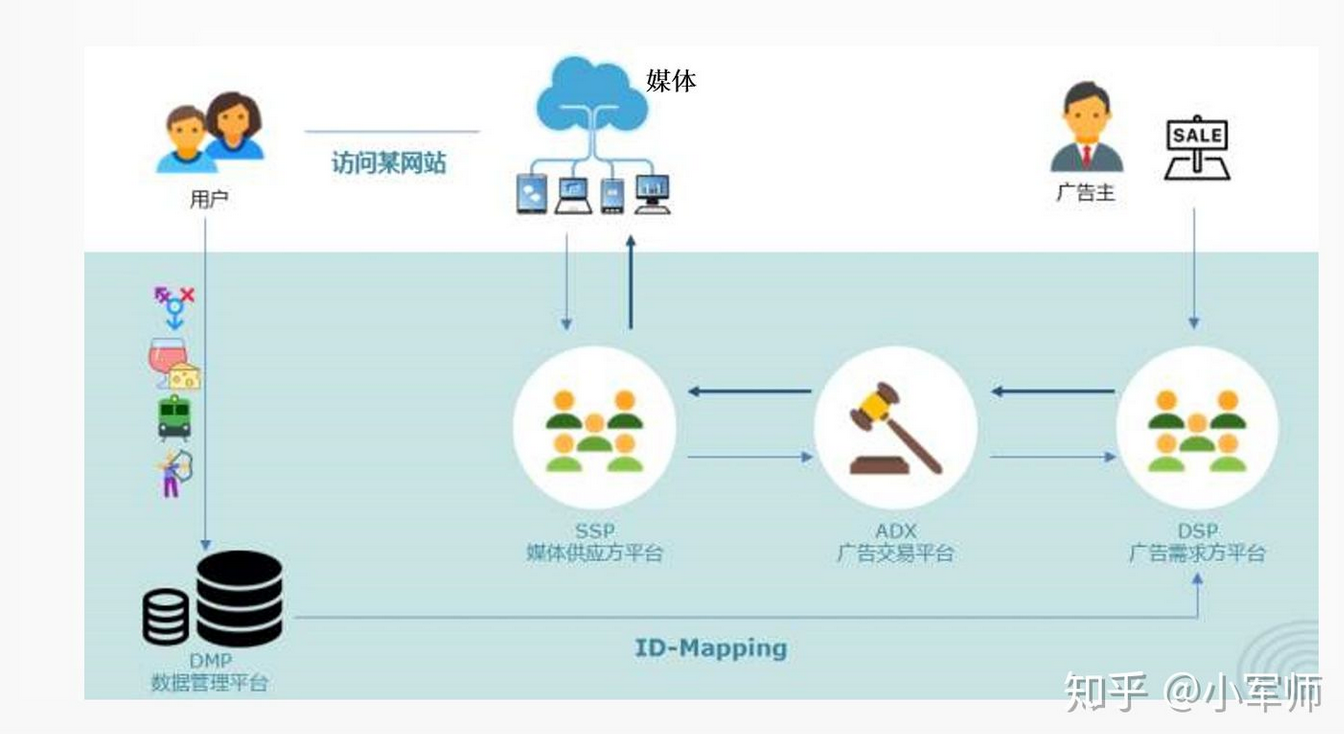 媒体
SALE
用户
访问某网站
广告主
SSP
媒体供应方平台
ADX
广告交易平台
DSP
广告需求方平台
ID-Mapping
DMP
数据管理平台
知乎 @小军师